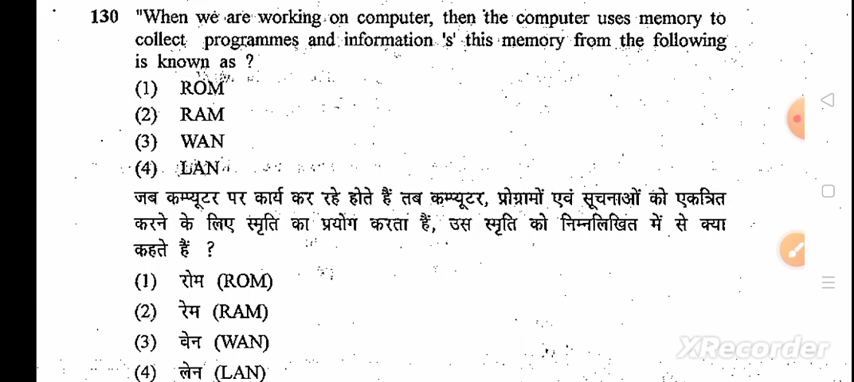 130 "When we are working on computer, then the computer uses memory to
collect programmes and information 's' this memory from the following
is known as ?
(1) ROM
(2) RAM
(3) WAN
(4) LAN
जब कम्प्यूटर पर कार्य कर रहे होते हैं तब कम्प्यूटर, प्रोग्रामों एवं सूचनाओं को एकत्रित
करने के लिए स्मृति का प्रयोग करता हैं, उस स्मृति को निम्नलिखित में से क्या
कहते हैं ?
(1) रोम (ROM)
(2) रेम (RAM)
(3) वेन (WAN)
(4) लेन (LAN)
XRecorder